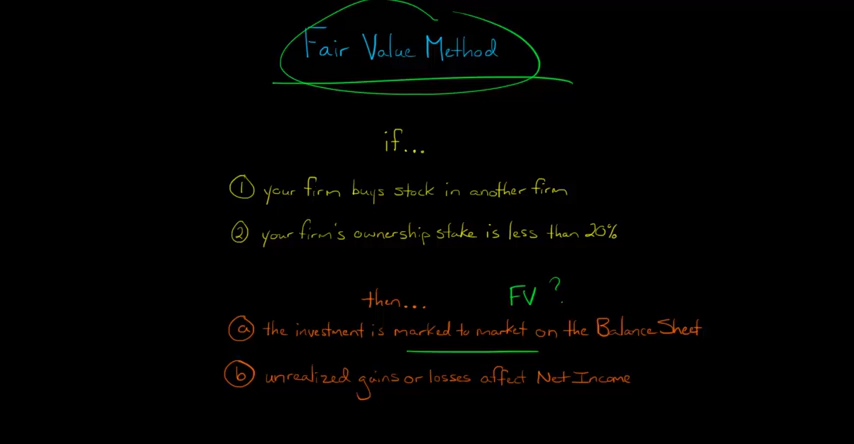 Fair Value Method
if...
① your firm buys stock in another firm
② your firm's ownership stake is less than 20%
then... FV ?
ⓐ the investment is marked to market on the Balance Sheet
ⓑ unrealized gains or losses affect Net Income